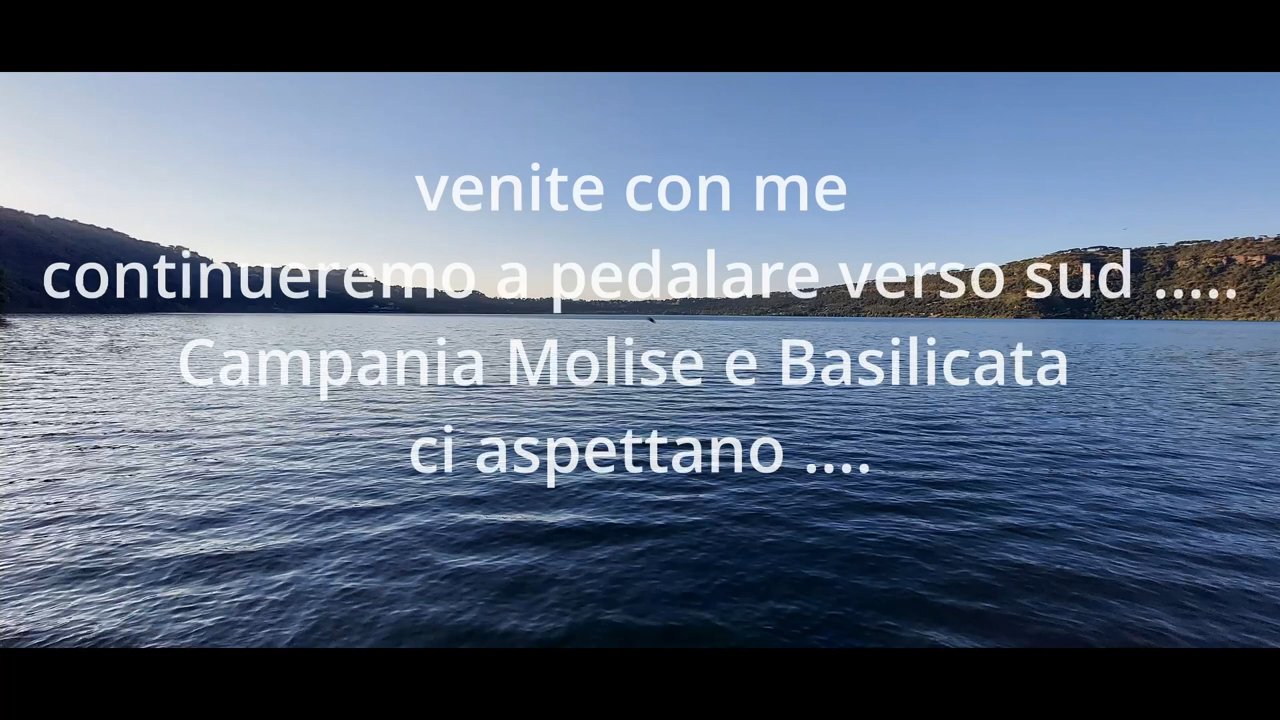 venite con me
continueremo a pedalare verso sud .....
Campania Molise e Basilicata
ci aspettano ....